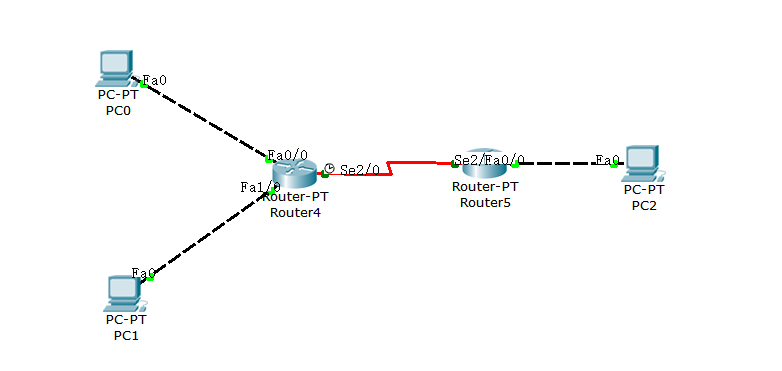 Fa0
PC-PT
PC0
Fa0/0
Fa1/0
Se2/0
Router-PT
Router4
Se2/
Fa0/0
Router-PT
Router5
Fa0
PC-PT
PC2
Fa0
PC-PT
PC1